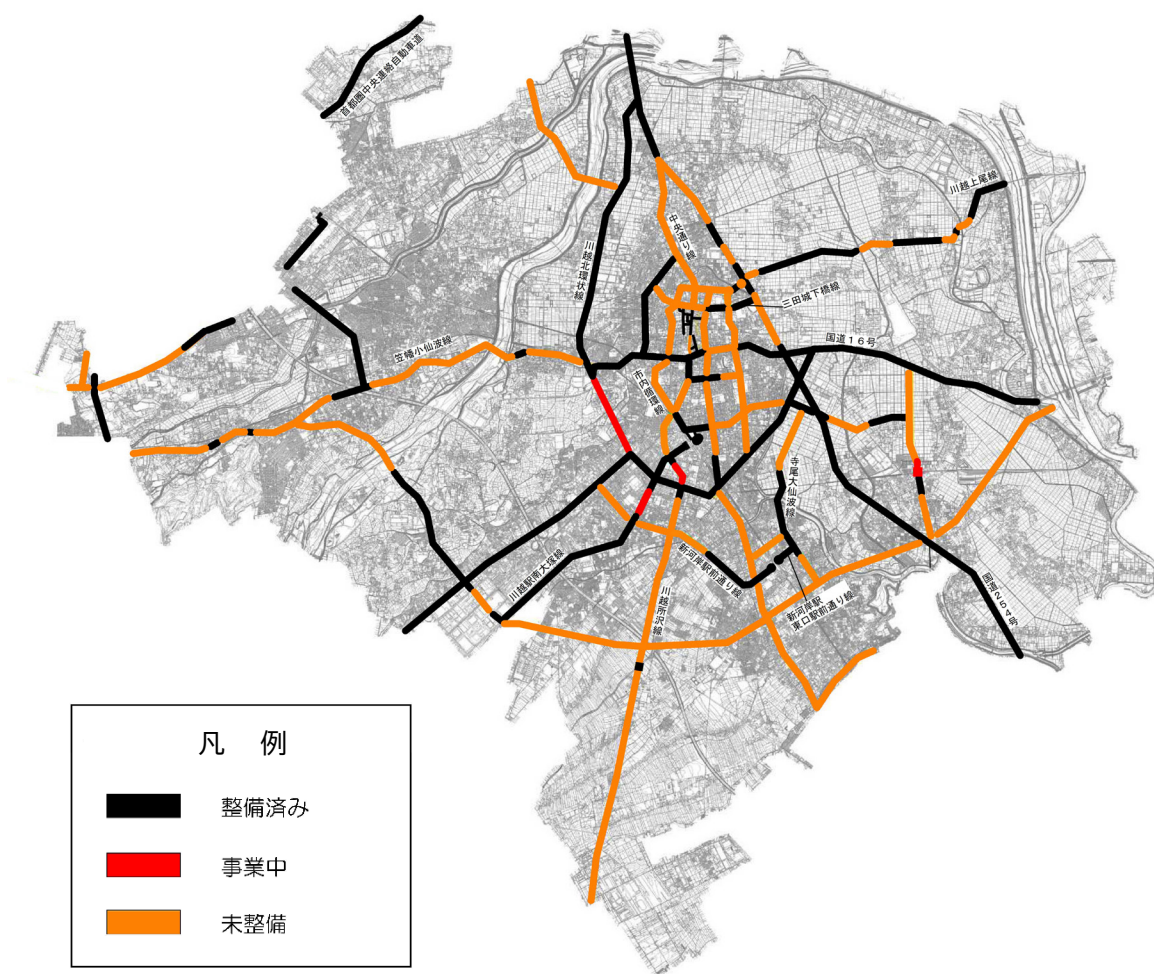 首都圏中央連絡自動車道
川越上尾線
中央通り線
川越北環状線
三田城下橋線
国道16号
笠幡小仙波線
市内循環線
寺尾大仙波線
川越駅南大塚線
新河岸駅前通り線
川越所沢線
新河岸駅
東口駅前通り線
国道254号
凡 例
整備済み
事業中
未整備